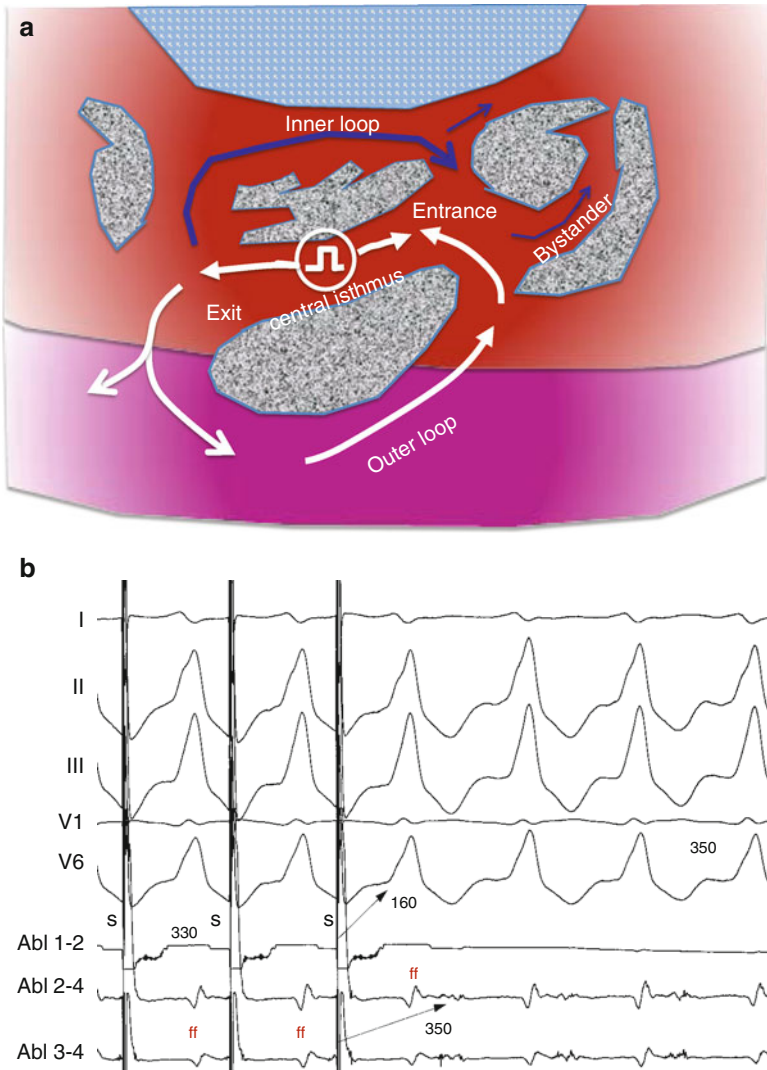 a
Inner loop
Entrance
Bystander
Exit
central isthmus
Outer loop
b
I
II
III
V1
V6
350
S
S
S
160
330
Abl 1-2
ff
Abl 2-4
ff
ff
350
Abl 3-4